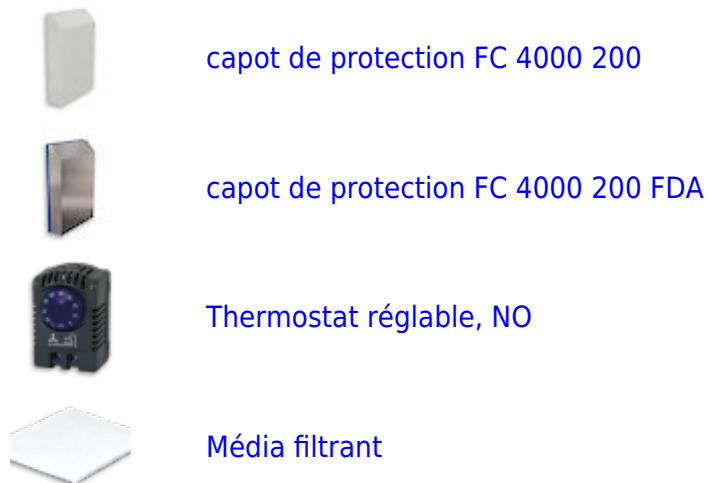 capot de protection FC 4000 200
capot de protection FC 4000 200 FDA
Thermostat réglable, NO
Média filtrant